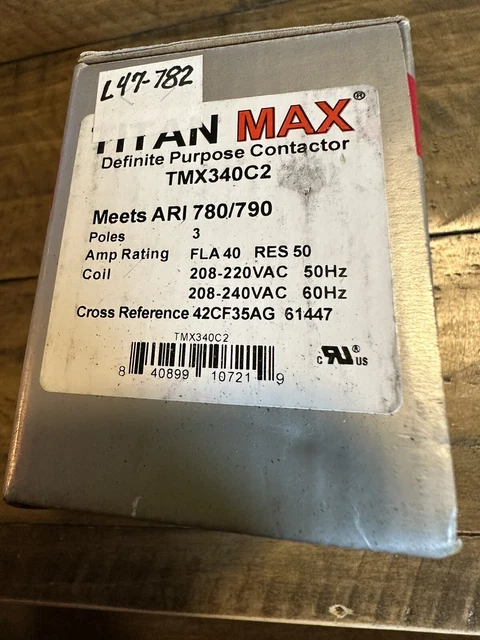 L47-782
TITAN MAX®
Definite Purpose Contactor
TMX340C2
Meets ARI 780/790
Poles 3
Amp Rating FLA 40 RES 50
Coil 208-220VAC 50Hz
208-240VAC 60Hz
Cross Reference 42CF35AG 61447
TMX340C2
8 40899 10721 9
c RU® US